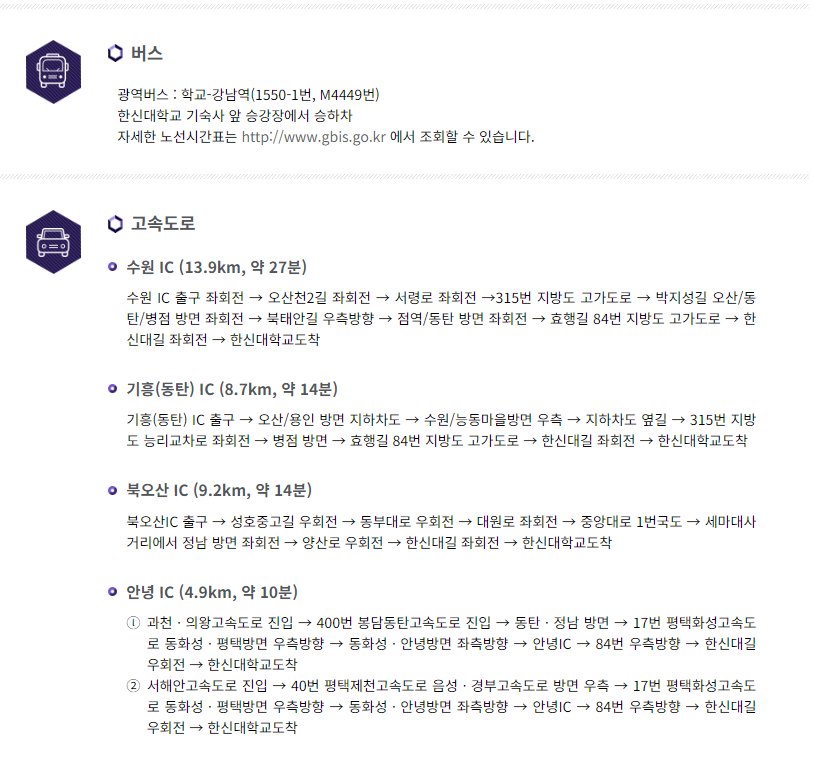 버스
광역버스 : 학교-강남역(1550-1번, M4449번)
한신대학교 기숙사 앞 승강장에서 승하차
자세한 노선시간표는 http://www.gbis.go.kr 에서 조회할 수 있습니다.
고속도로
수원 IC (13.9km, 약 27분)
수원 IC 출구 좌회전 → 오산천2길 좌회전 → 서령로 좌회전 →315번 지방도 고가도로 → 박지성길 오산/동
탄/병점 방면 좌회전 → 북태안길 우측방향 → 점역/동탄 방면 좌회전 → 효행길 84번 지방도 고가도로 → 한
신대길 좌회전 → 한신대학교도착
기흥(동탄) IC (8.7km, 약 14분)
기흥(동탄) IC 출구 → 오산/용인 방면 지하차도 → 수원/능동마을방면 우측 → 지하차도 옆길 → 315번 지방
도 능리교차로 좌회전 → 병점 방면 → 효행길 84번 지방도 고가도로 → 한신대길 좌회전 → 한신대학교도착
북오산 IC (9.2km, 약 14분)
북오산IC 출구 → 성호중고길 우회전 → 동부대로 우회전 → 대원로 좌회전 → 중앙대로 1번국도 → 세마대사
거리에서 정남 방면 좌회전 → 양산로 우회전 → 한신대길 좌회전 → 한신대학교도착
안녕 IC (4.9km, 약 10분)
① 과천ㆍ의왕고속도로 진입 → 400번 봉담동탄고속도로 진입 → 동탄ㆍ정남 방면 → 17번 평택화성고속도
로 동화성ㆍ평택방면 우측방향 → 동화성ㆍ안녕방면 좌측방향 → 안녕IC → 84번 우측방향 → 한신대길
우회전 → 한신대학교도착
② 서해안고속도로 진입 → 40번 평택제천고속도로 음성ㆍ경부고속도로 방면 우측 → 17번 평택화성고속도
로 동화성ㆍ평택방면 우측방향 → 동화성ㆍ안녕방면 좌측방향 → 안녕IC → 84번 우측방향 → 한신대길
우회전 → 한신대학교도착